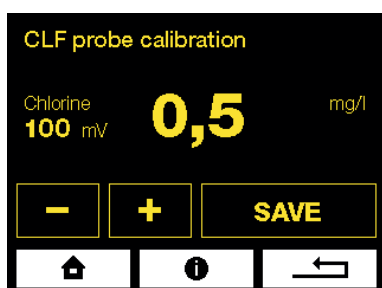 CLF probe calibration
Chlorine
100 mV
0,5
mg/l
− + SAVE
i